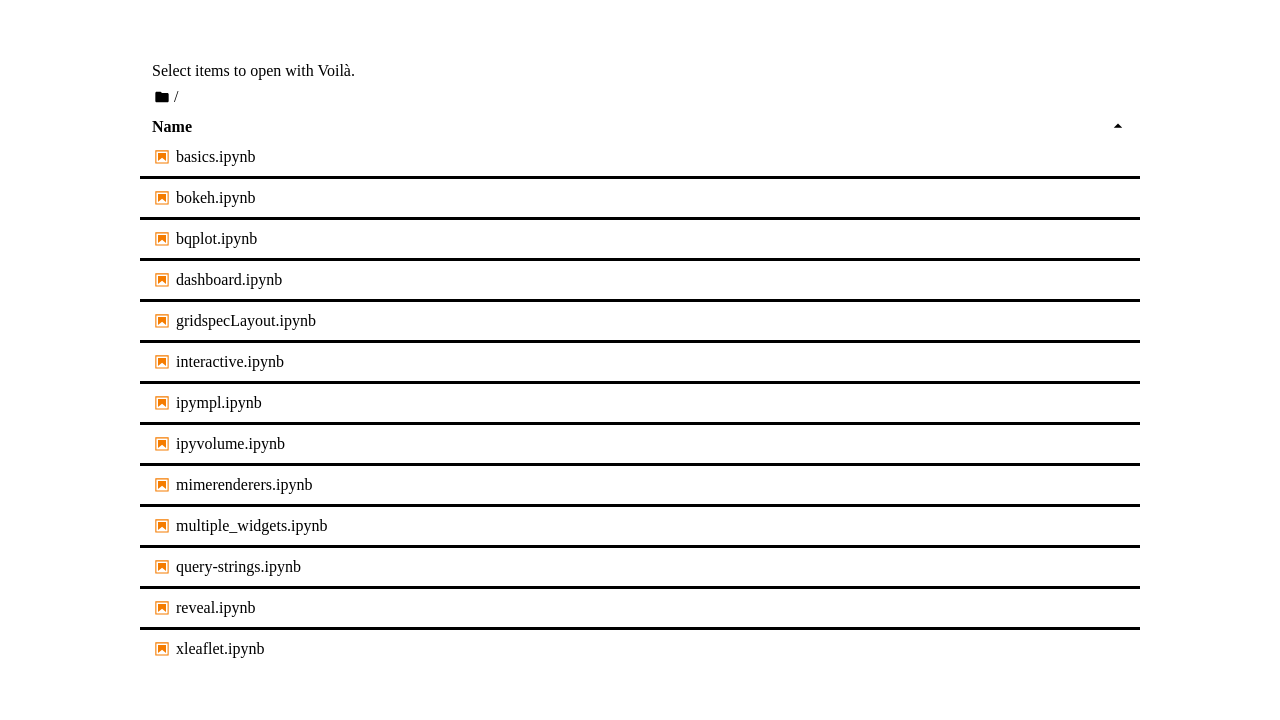 Select items to open with Voilà.
/
Name
basics.ipynb
bokeh.ipynb
bqplot.ipynb
dashboard.ipynb
gridspecLayout.ipynb
interactive.ipynb
ipympl.ipynb
ipyvolume.ipynb
mimerenderers.ipynb
multiple_widgets.ipynb
query-strings.ipynb
reveal.ipynb
xleaflet.ipynb